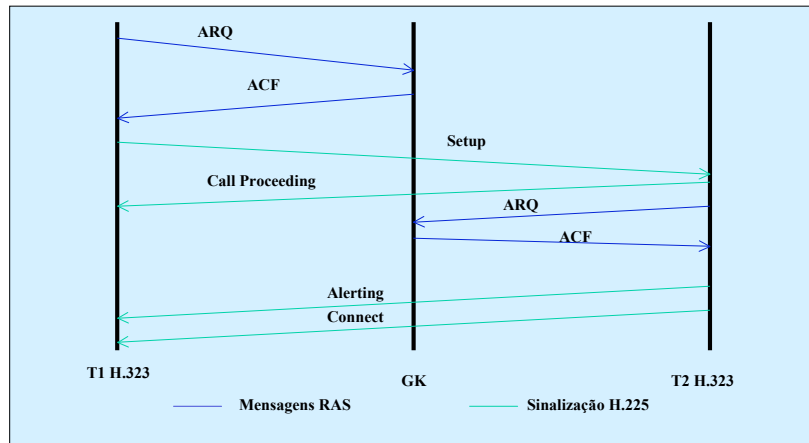 ARQ
ACF
Setup
Call Proceeding
ARQ
ACF
Alerting
Connect
T1 H.323
GK
T2 H.323
Mensagens RAS
Sinalização H.225